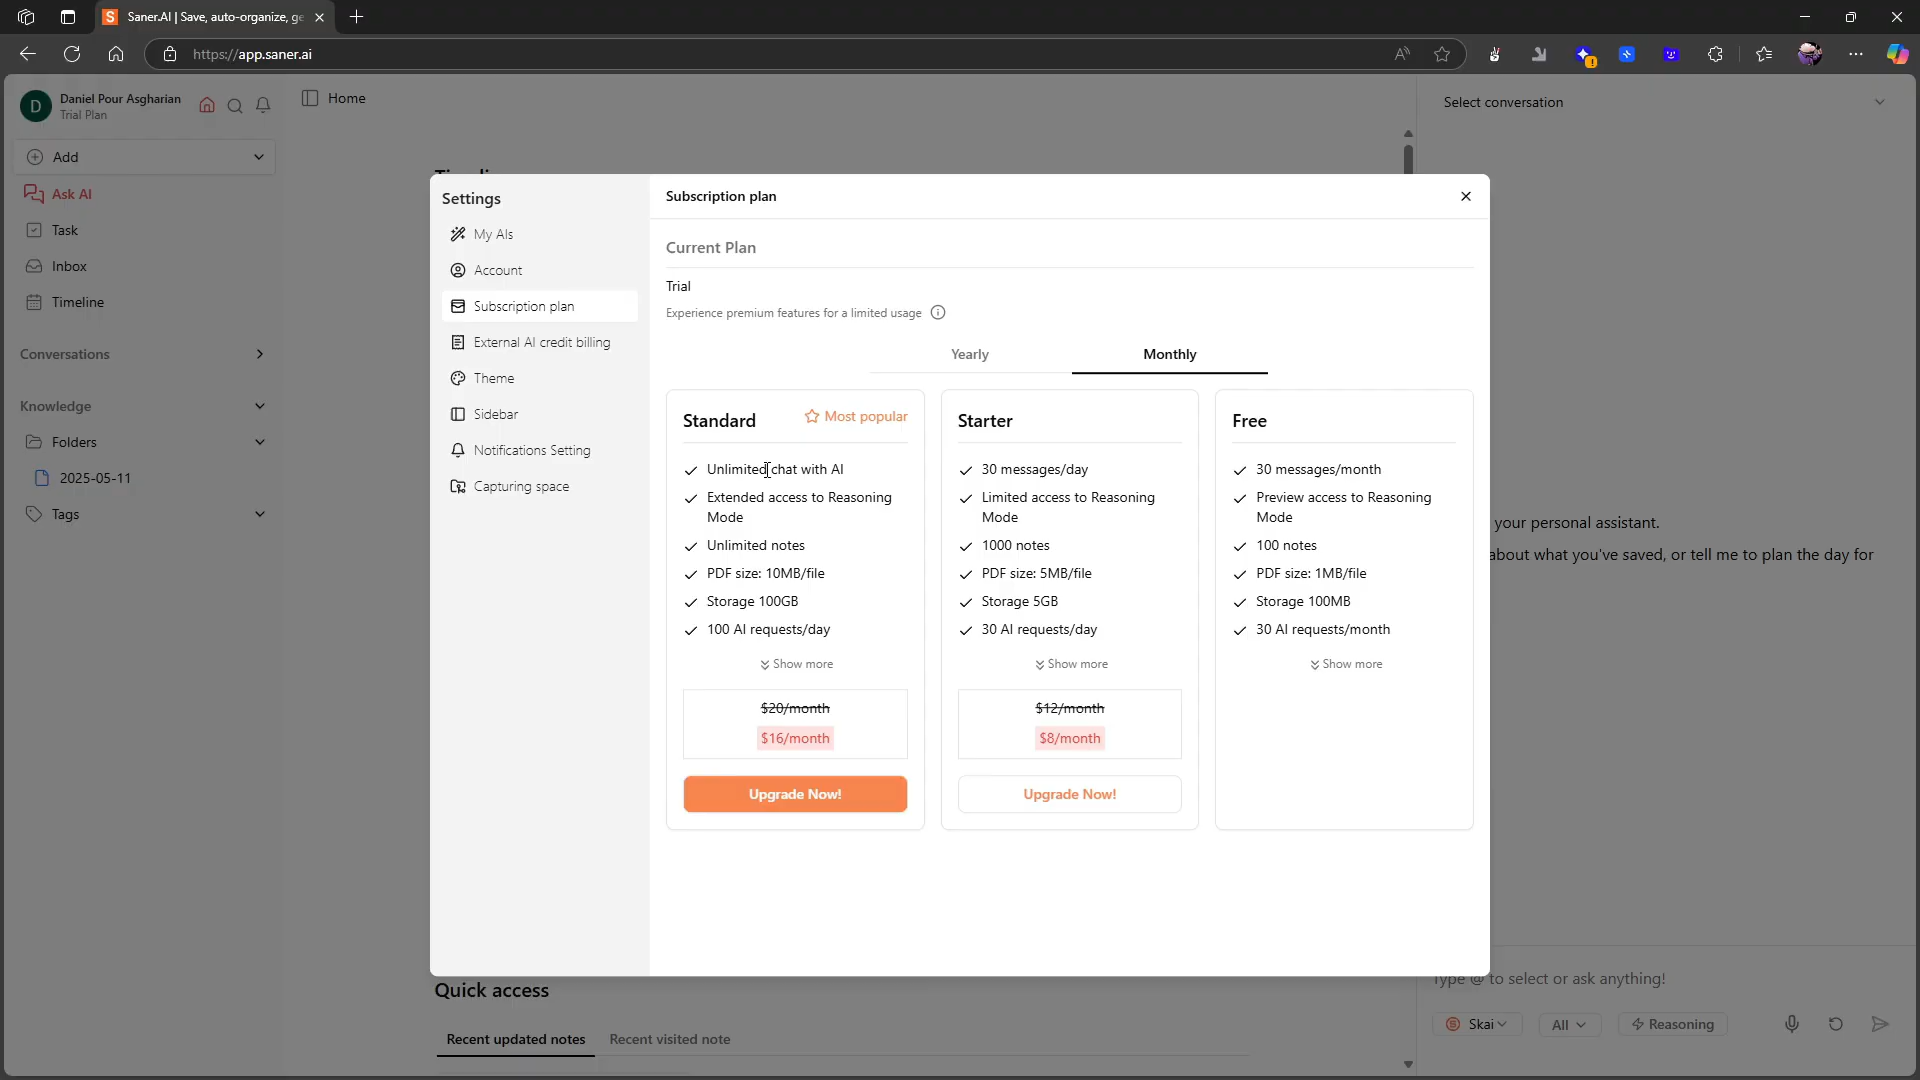 Saner.AI | Save, auto-organize, ge
https://app.saner.ai
D
Daniel Pour Asgharian
Trial Plan
Add
Ask AI
Task
Inbox
Timeline
Conversations
Knowledge
Folders
2025-05-11
Tags
Home
Settings
My AIs
Account
Subscription plan
External AI credit billing
Theme
Sidebar
Notifications Setting
Capturing space
Subscription plan
Current Plan
Trial
Experience premium features for a limited usage
Yearly
Monthly
Standard
Most popular
Unlimited chat with AI
Extended access to Reasoning
Mode
Unlimited notes
PDF size: 10MB/file
Storage 100GB
100 AI requests/day
Show more
$20/month
$16/month
Upgrade Now!
Starter
30 messages/day
Limited access to Reasoning
Mode
1000 notes
PDF size: 5MB/file
Storage 5GB
30 AI requests/day
Show more
$12/month
$8/month
Upgrade Now!
Free
30 messages/month
Preview access to Reasoning
Mode
100 notes
PDF size: 1MB/file
Storage 100MB
30 AI requests/month
Show more
Quick access
Recent updated notes
Recent visited note
Select conversation
your personal assistant.
about what you've saved, or tell me to plan the day for
Type @ to select or ask anything!
Skai
All
Reasoning